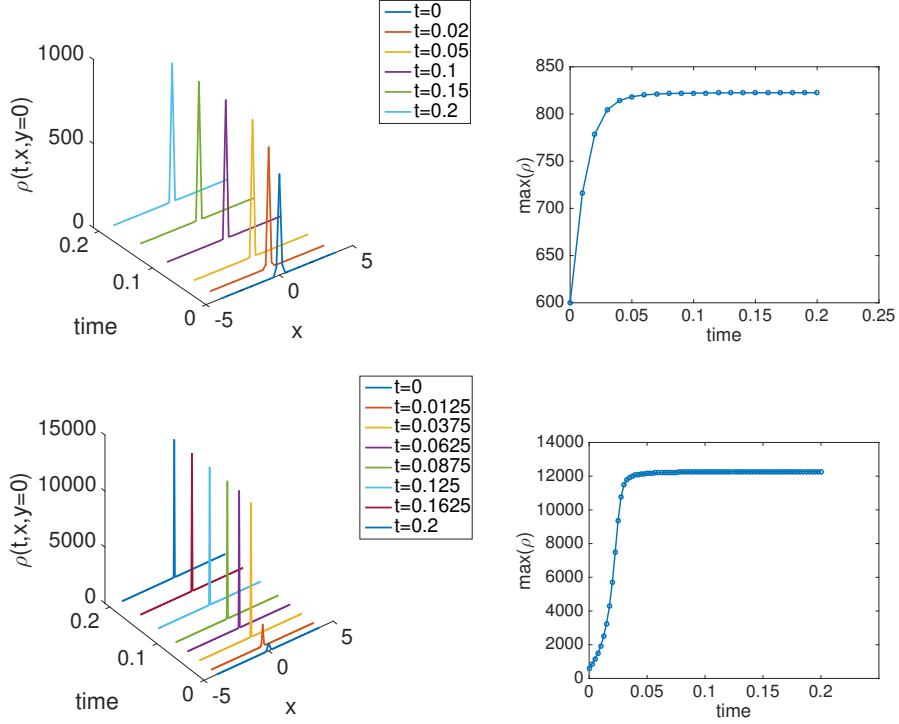 t=0
t=0.02
t=0.05
t=0.1
t=0.15
t=0.2
1000
500
0
ρ(t,x,y=0)
0.2
0.1
0
time
-5
0
5
x
850
800
750
700
650
600
max(ρ)
0
0.05
0.1
0.15
0.2
0.25
time
t=0
t=0.0125
t=0.0375
t=0.0625
t=0.0875
t=0.125
t=0.1625
t=0.2
15000
10000
5000
0
ρ(t,x,y=0)
0.2
0.1
0
time
-5
0
5
x
14000
12000
10000
8000
6000
4000
2000
0
max(ρ)
0
0.05
0.1
0.15
0.2
time